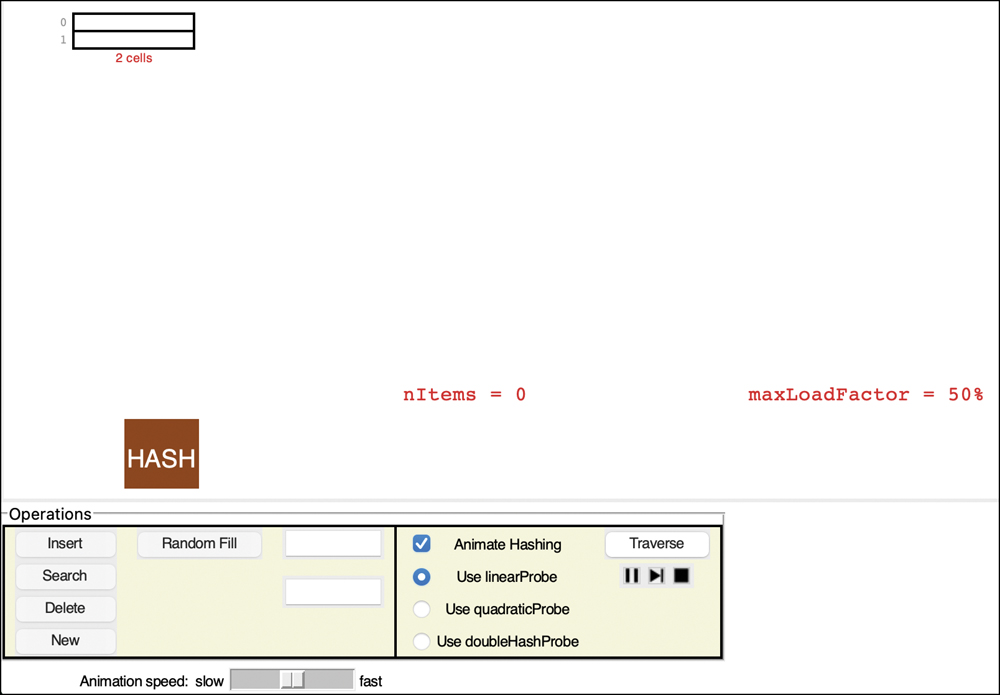 0
1
2 cells
nItems = 0
maxLoadFactor = 50%
HASH
Operations
Insert
Random Fill
Animate Hashing
Traverse
Search
Use linearProbe
Delete
Use quadraticProbe
New
Use doubleHashProbe
Animation speed: slow
fast